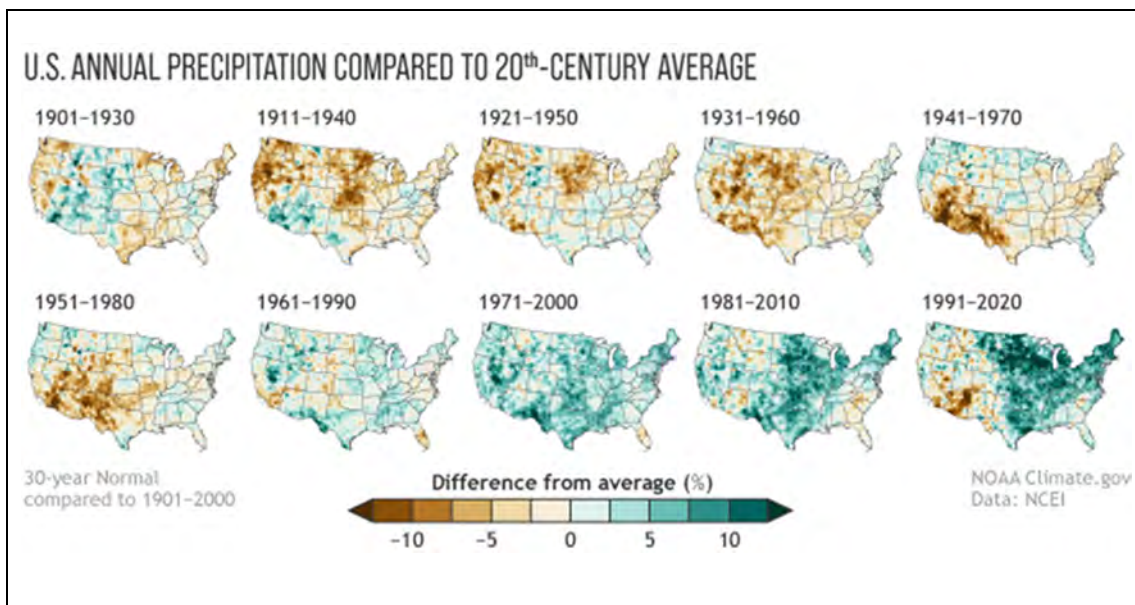 U.S. ANNUAL PRECIPITATION COMPARED TO 20th-CENTURY AVERAGE
1901–1930 1911–1940 1921–1950 1931–1960 1941–1970
1951–1980 1961–1990 1971–2000 1981–2010 1991–2020
30-year Normal
compared to 1901–2000
Difference from average (%)
-10 -5 0 5 10
NOAA Climate.gov
Data: NCEI